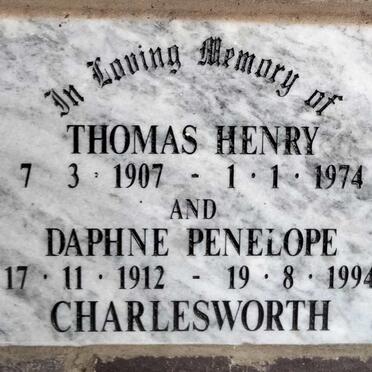 In Loving Memory of
THOMAS HENRY
7 · 3 · 1907 - 1 · 1 · 1974
AND
DAPHNE PENELOPE
17 · 11 · 1912 - 19 · 8 · 1994
CHARLESWORTH